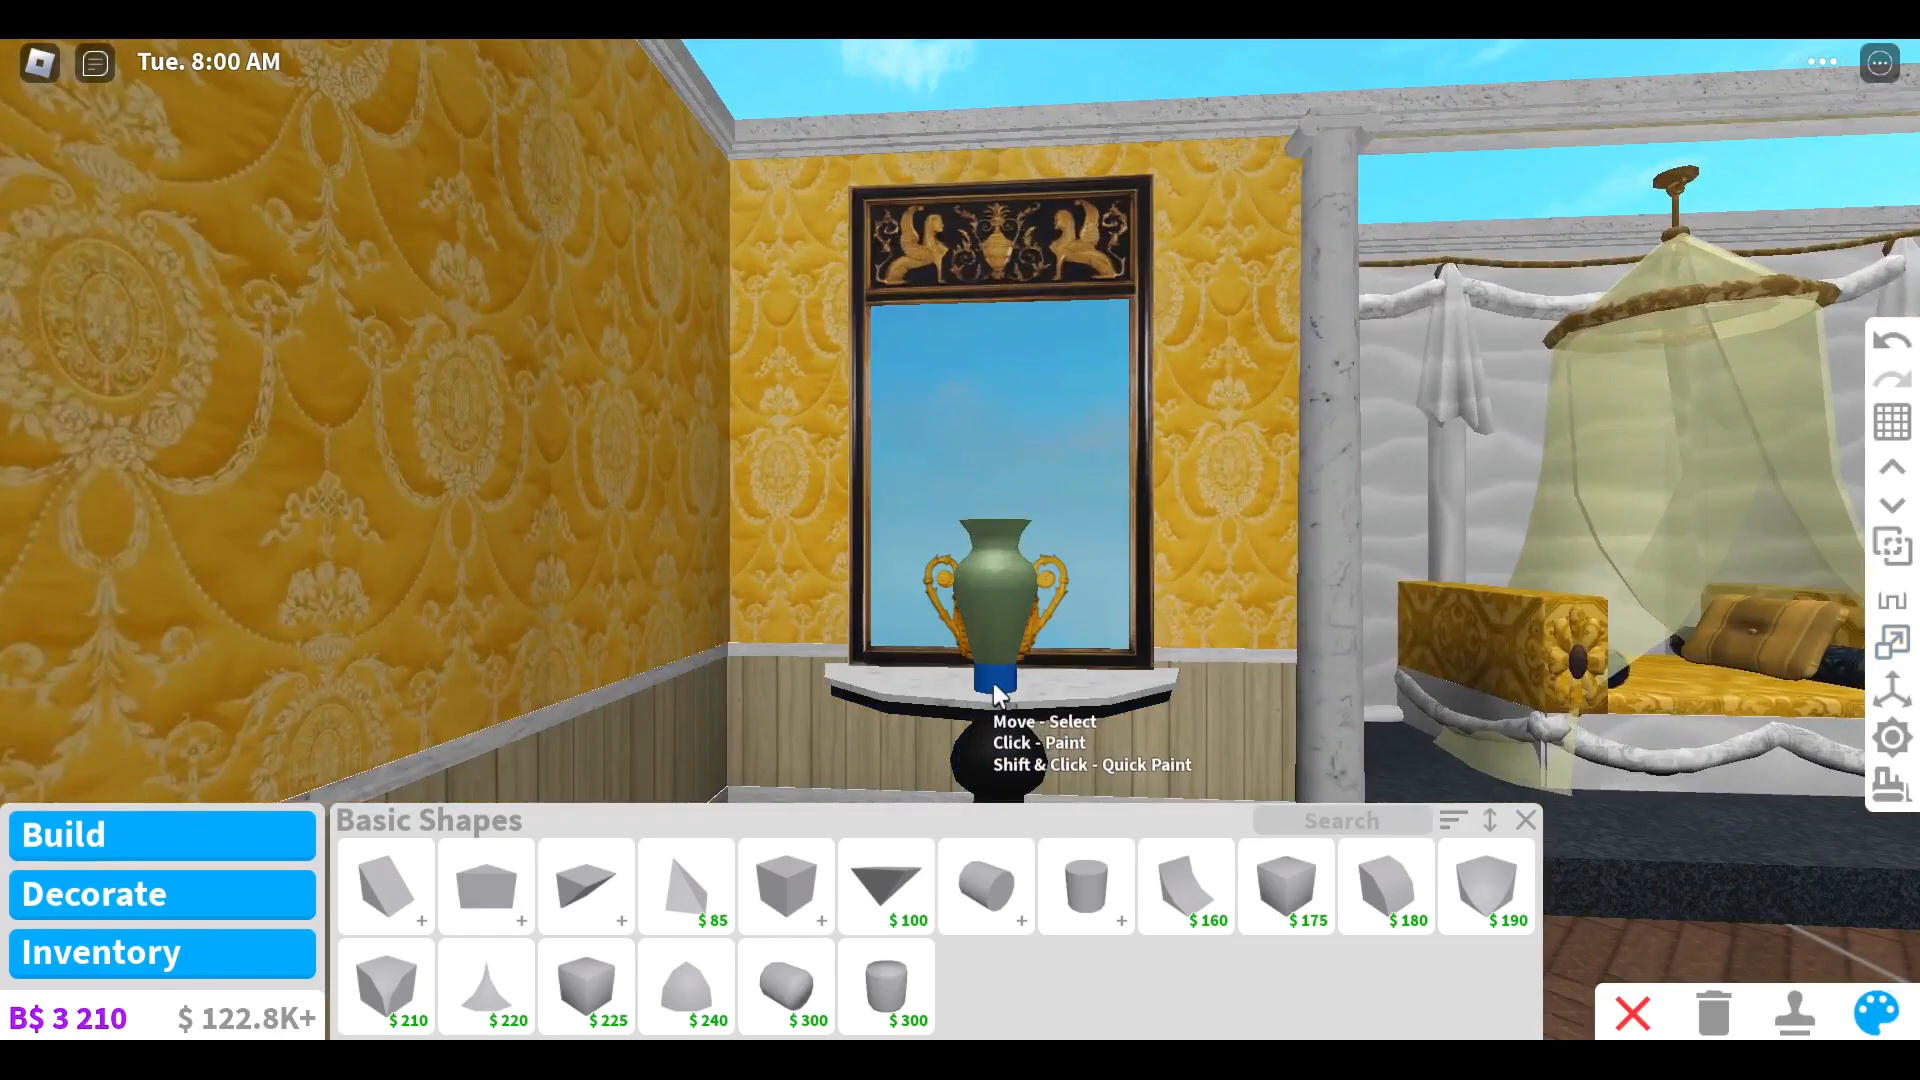 Tue. 8:00 AM
Move - Select
Click - Paint
Shift & Click - Quick Paint
Build
Decorate
Inventory
B$ 3 210
$ 122.8K+
Basic Shapes
Search
+
+
+
$ 85
+
$ 100
+
+
$ 160
$ 175
$ 180
$ 190
$ 210
$ 220
$ 225
$ 240
$ 300
$ 300